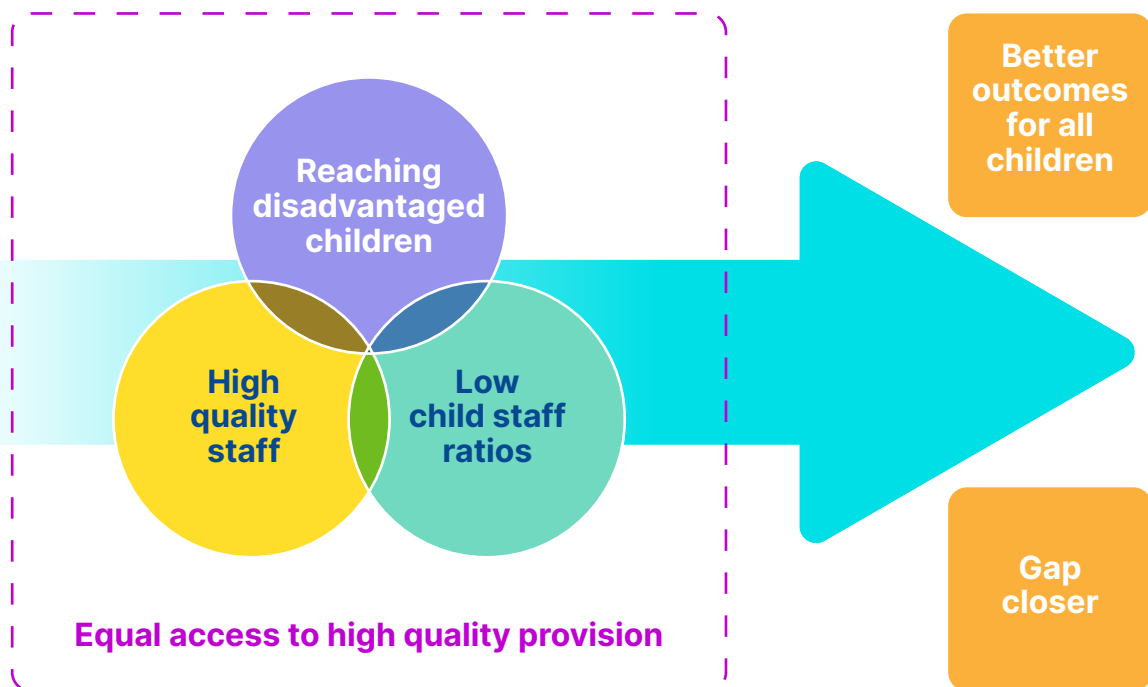 Reaching
disadvantaged
children
High
quality
staff
Low
child staff
ratios
Equal access to high quality provision
Better
outcomes
for all
children
Gap
closer